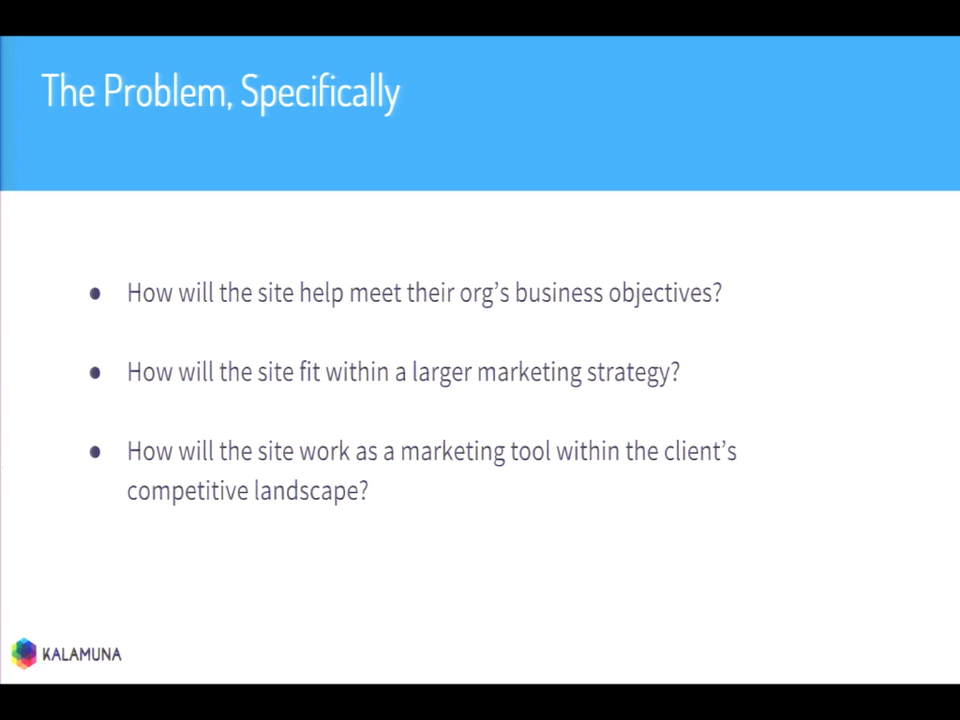 The Problem, Specifically
● How will the site help meet their org's business objectives?
● How will the site fit within a larger marketing strategy?
● How will the site work as a marketing tool within the client's
competitive landscape?
KALAMUNA